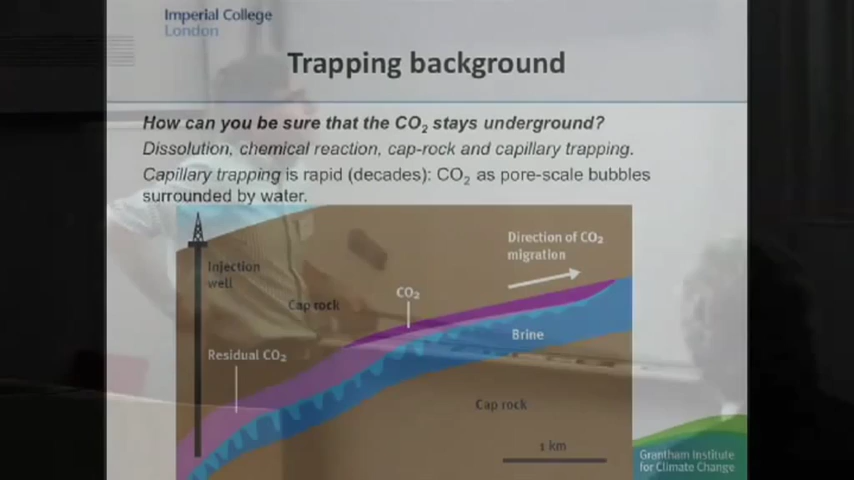 Imperial College
London
Trapping background
How can you be sure that the CO₂ stays underground?
Dissolution, chemical reaction, cap-rock and capillary trapping.
Capillary trapping is rapid (decades): CO₂ as pore-scale bubbles
surrounded by water.
Direction of CO₂
migration
Injection
well
CO₂
Cap rock
Brine
Residual CO₂
Cap rock
1 km
Grantham Institute
for Climate Change